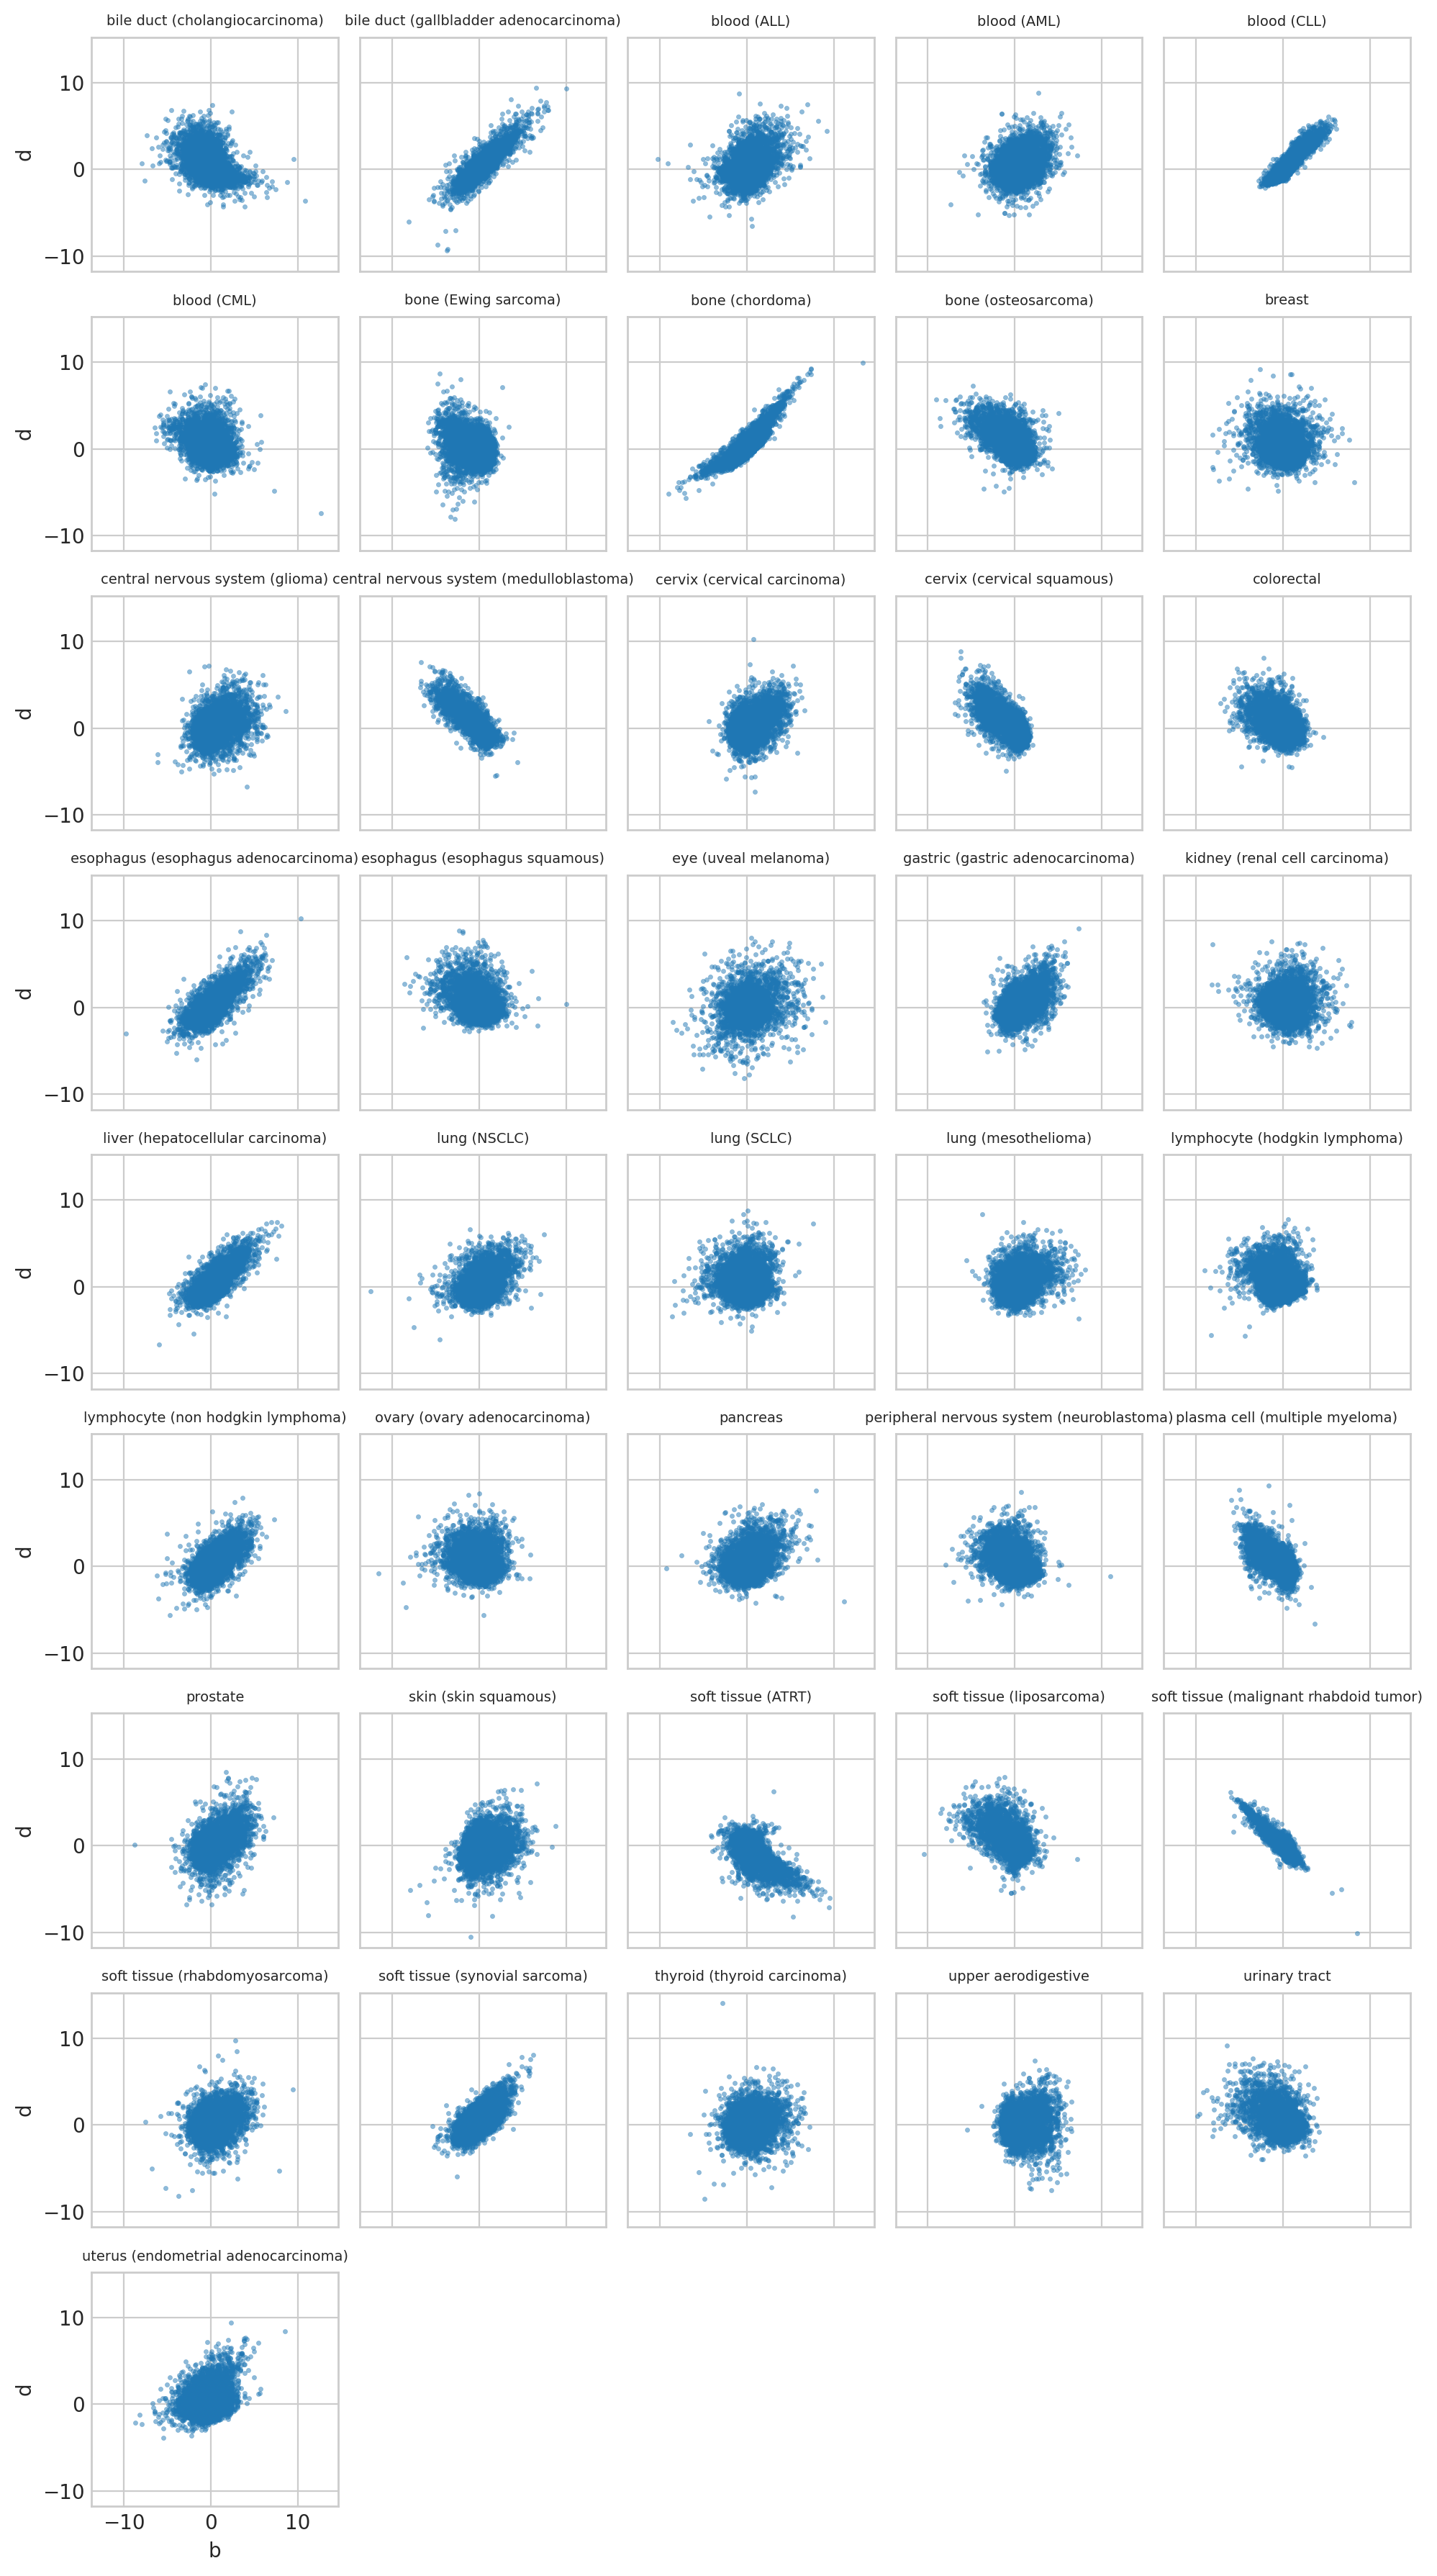 bile duct (cholangiocarcinoma) bile duct (gallbladder adenocarcinoma) blood (ALL) blood (AML) blood (CLL)
10
d
0
−10
blood (CML) bone (Ewing sarcoma) bone (chordoma) bone (osteosarcoma) breast
10
d
0
−10
central nervous system (glioma) central nervous system (medulloblastoma) cervix (cervical carcinoma) cervix (cervical squamous) colorectal
10
d
0
−10
esophagus (esophagus adenocarcinoma) esophagus (esophagus squamous) eye (uveal melanoma) gastric (gastric adenocarcinoma) kidney (renal cell carcinoma)
10
d
0
−10
liver (hepatocellular carcinoma) lung (NSCLC) lung (SCLC) lung (mesothelioma) lymphocyte (hodgkin lymphoma)
10
d
0
−10
lymphocyte (non hodgkin lymphoma) ovary (ovary adenocarcinoma) pancreas peripheral nervous system (neuroblastoma) plasma cell (multiple myeloma)
10
d
0
−10
prostate skin (skin squamous) soft tissue (ATRT) soft tissue (liposarcoma) soft tissue (malignant rhabdoid tumor)
10
d
0
−10
soft tissue (rhabdomyosarcoma) soft tissue (synovial sarcoma) thyroid (thyroid carcinoma) upper aerodigestive urinary tract
10
d
0
−10
uterus (endometrial adenocarcinoma)
10
d
0
−10
−10 0 10
b